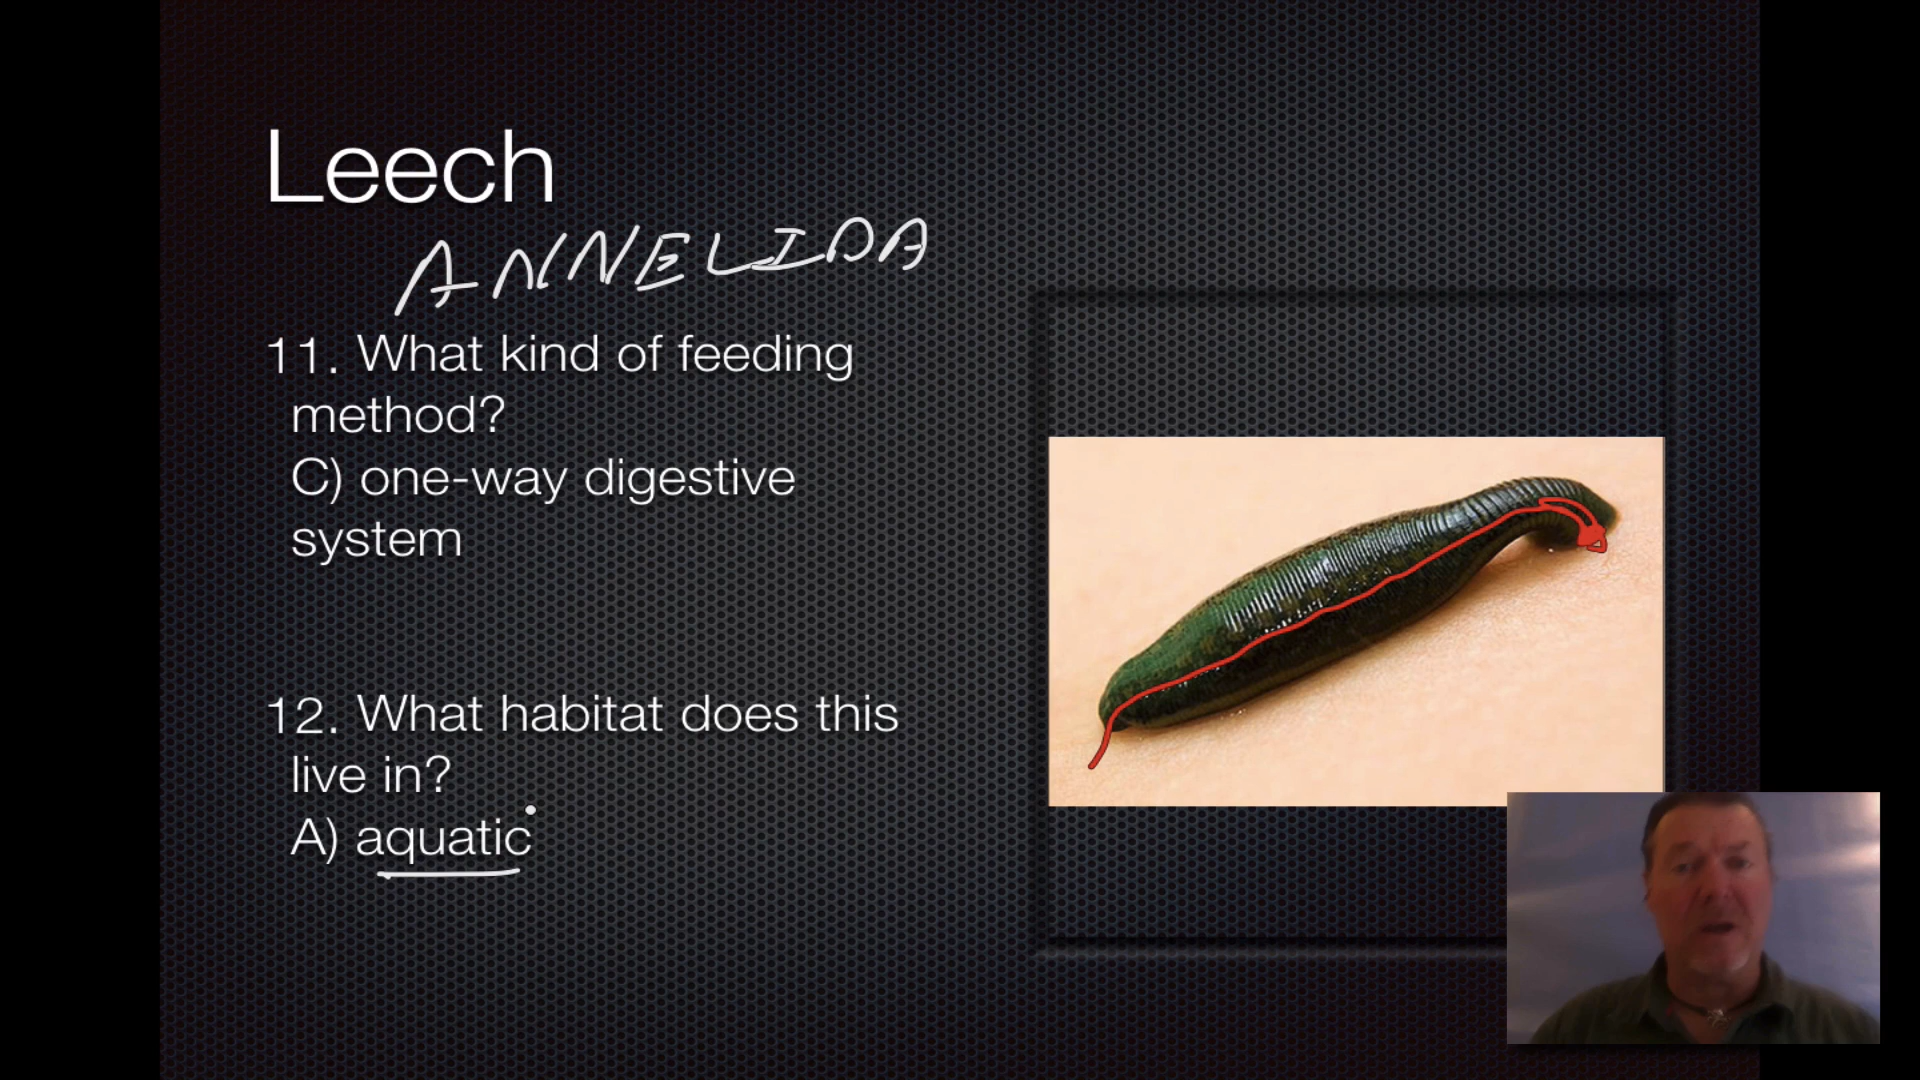 Leech
ANNELIDA
11. What kind of feeding
method?
C) one-way digestive
system
12. What habitat does this
live in?
A) aquatic